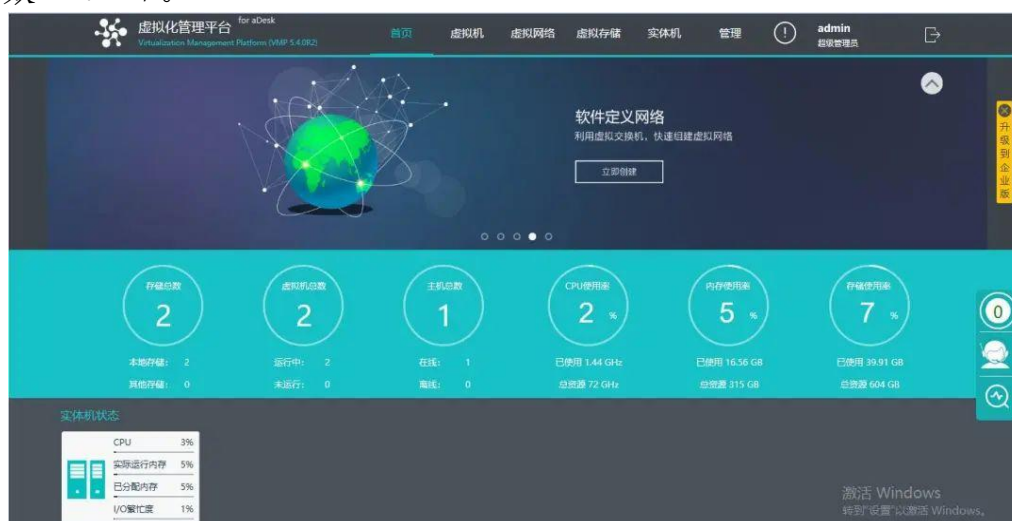 虚拟化管理平台 for aDesk
Virtualization Management Platform (VMP 5.4.0R2)
首页 虚拟机 虚拟网络 虚拟存储 实体机 管理
admin
超级管理员
软件定义网络
利用虚拟交换机、快速组建虚拟网络
立即创建
升级到企业版
存储总数 虚拟机总数 主机总数 CPU使用率 内存使用率 存储使用率
2 2 1 2 % 5 % 7 %
0
本地存储: 2 运行中: 2 在线: 1 已使用 1.44 GHz 已使用 16.56 GB 已使用 39.91 GB
其他存储: 0 未运行: 0 离线: 0 总资源 72 GHz 总资源 315 GB 总资源 604 GB
实体机状态
CPU 3%
实际运行内存 5%
已分配内存 5%
I/O繁忙度 1%
激活 Windows
转到"设置"以激活 Windows。